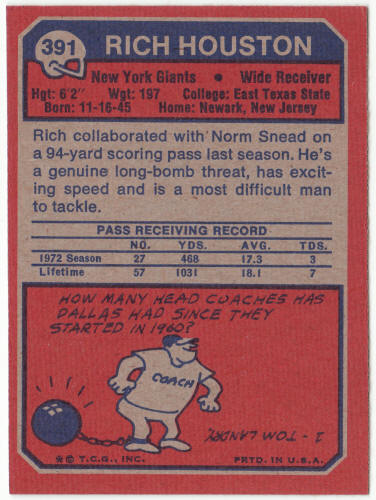 391 RICH HOUSTON
New York Giants • Wide Receiver
Hgt: 6'2" Wgt: 197 College: East Texas State
Born: 11-16-45 Home: Newark, New Jersey
Rich collaborated with Norm Snead on
a 94-yard scoring pass last season. He's
a genuine long-bomb threat, has excit-
ing speed and is a most difficult man
to tackle.
PASS RECEIVING RECORD
NO. YDS. AVG. TDS.
1972 Season 27 468 17.3 3
Lifetime 57 1031 18.1 7
HOW MANY HEAD COACHES HAS
DALLAS HAD SINCE THEY
STARTED IN 1960?
COACH
1 - TOM LANDRY.
*© T.C.G., INC. PRTD. IN U.S.A.